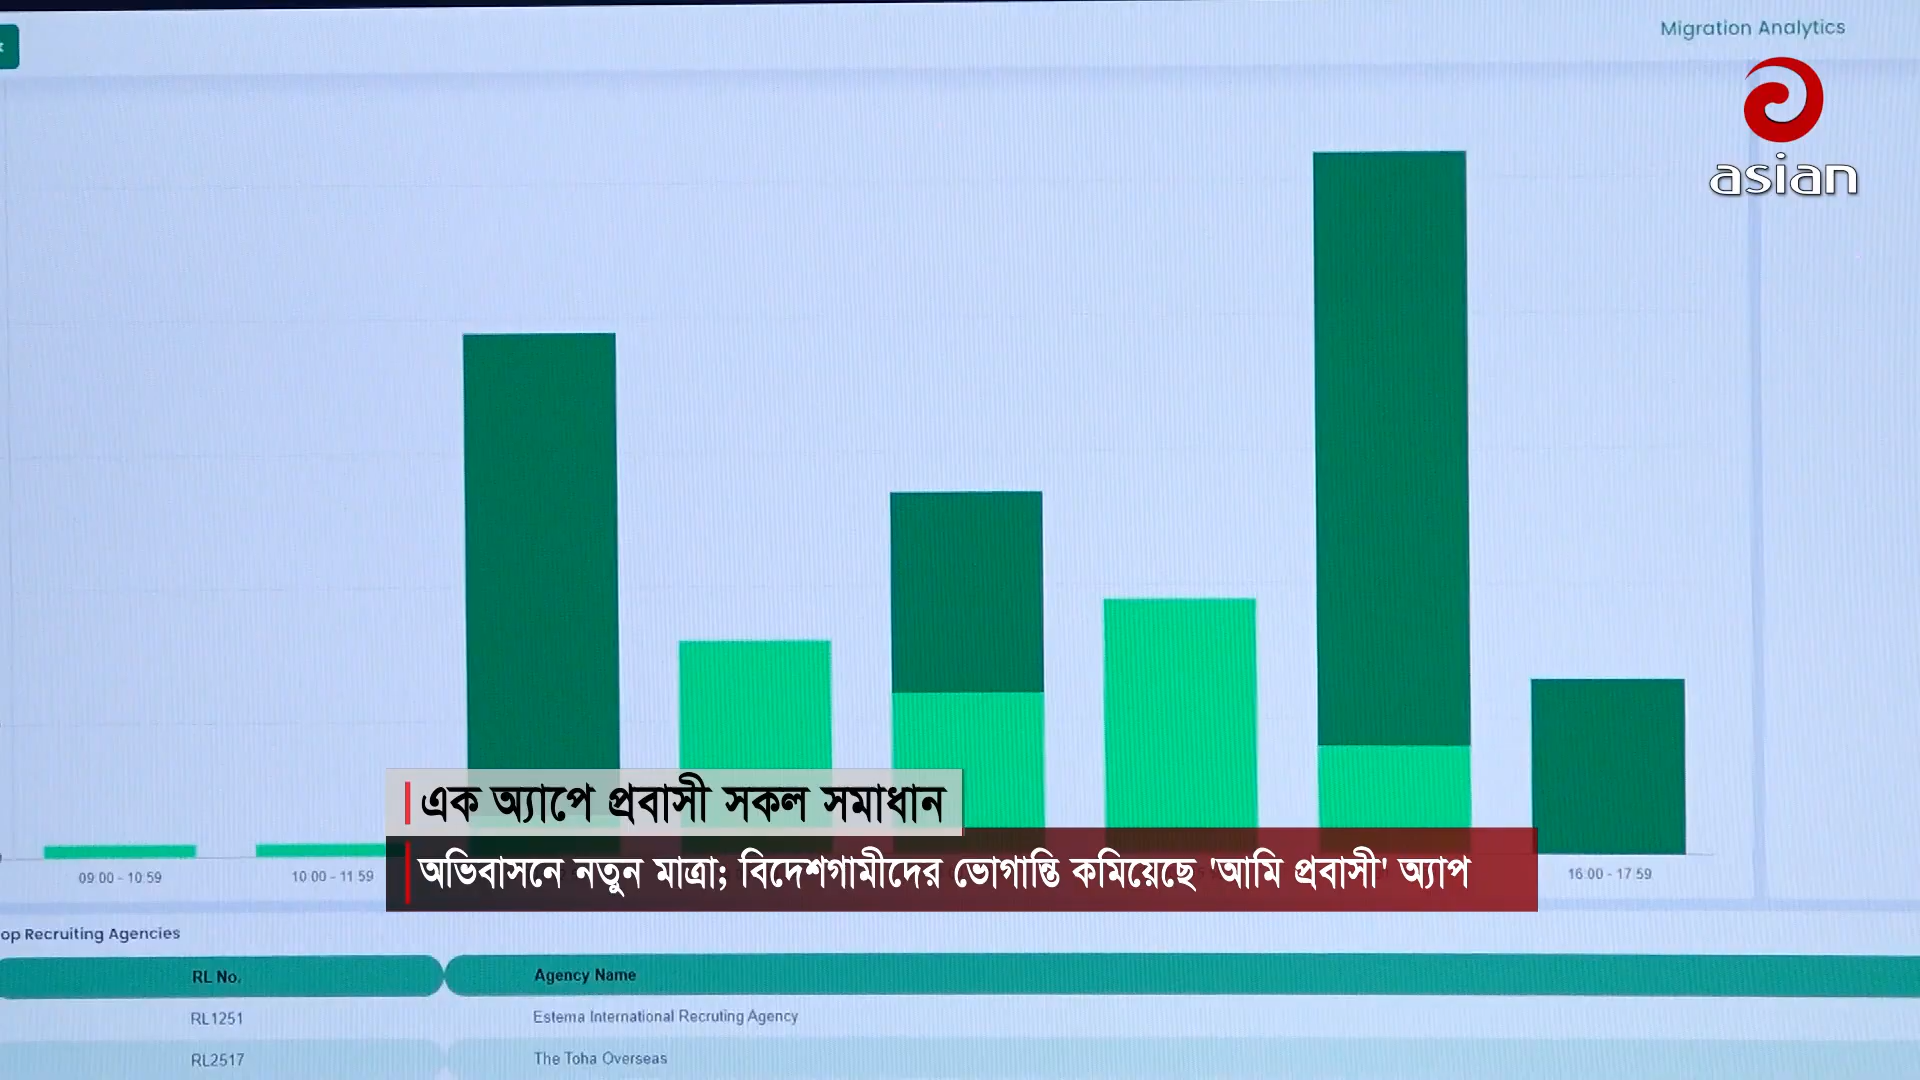 Migration Analytics
asian
এক অ্যাপে প্রবাসী সকল সমাধান
অভিবাসনে নতুন মাত্রা; বিদেশগামীদের ভোগান্তি কমিয়েছে 'আমি প্রবাসী' অ্যাপ
09:00 - 10:59
10:00 - 11:59
16:00 - 17:59
op Recruiting Agencies
RL No.
Agency Name
RL1251
Estema International Recruting Agency
RL2517
The Toha Overseas